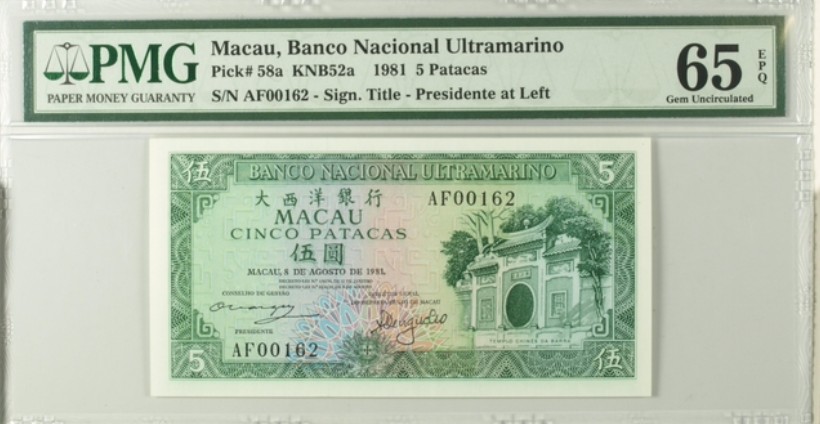 PMG
PAPER MONEY GUARANTY
Macau, Banco Nacional Ultramarino
Pick# 58a KNB52a 1981 5 Patacas
S/N AF00162 - Sign. Title - Presidente at Left
65 EPQ
Gem Uncirculated
伍 BANCO NACIONAL ULTRAMARINO 5
大西洋銀行 AF00162
MACAU
CINCO PATACAS
伍圓
MACAU, 8 DE AGOSTO DE 1981
CONSELHO DE GESTÃO
PRESIDENTE
AF00162
TEMPLO CHINES DA BARRA
5 伍